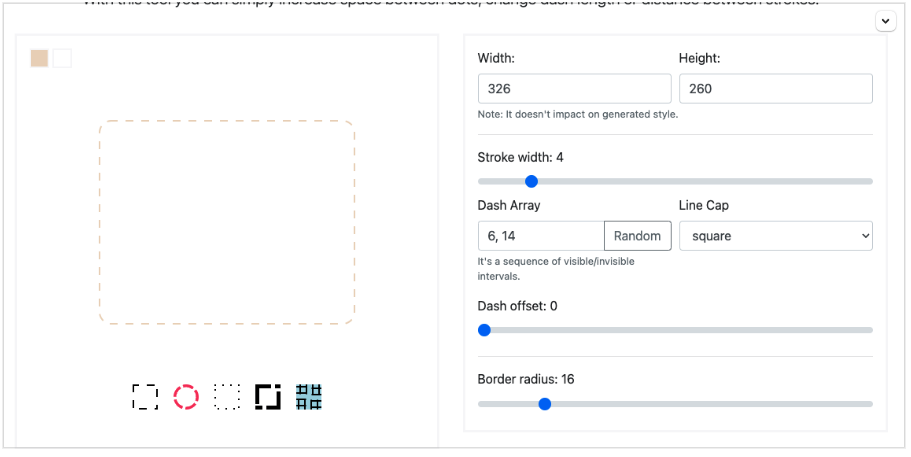 With this tool you can simply increase space between dots, change dash length or distance between strokes.
Width:
Height:
326
260
Note: It doesn't impact on generated style.
Stroke width: 4
Dash Array
Line Cap
6, 14
Random
square
It's a sequence of visible/invisible
intervals.
Dash offset: 0
Border radius: 16